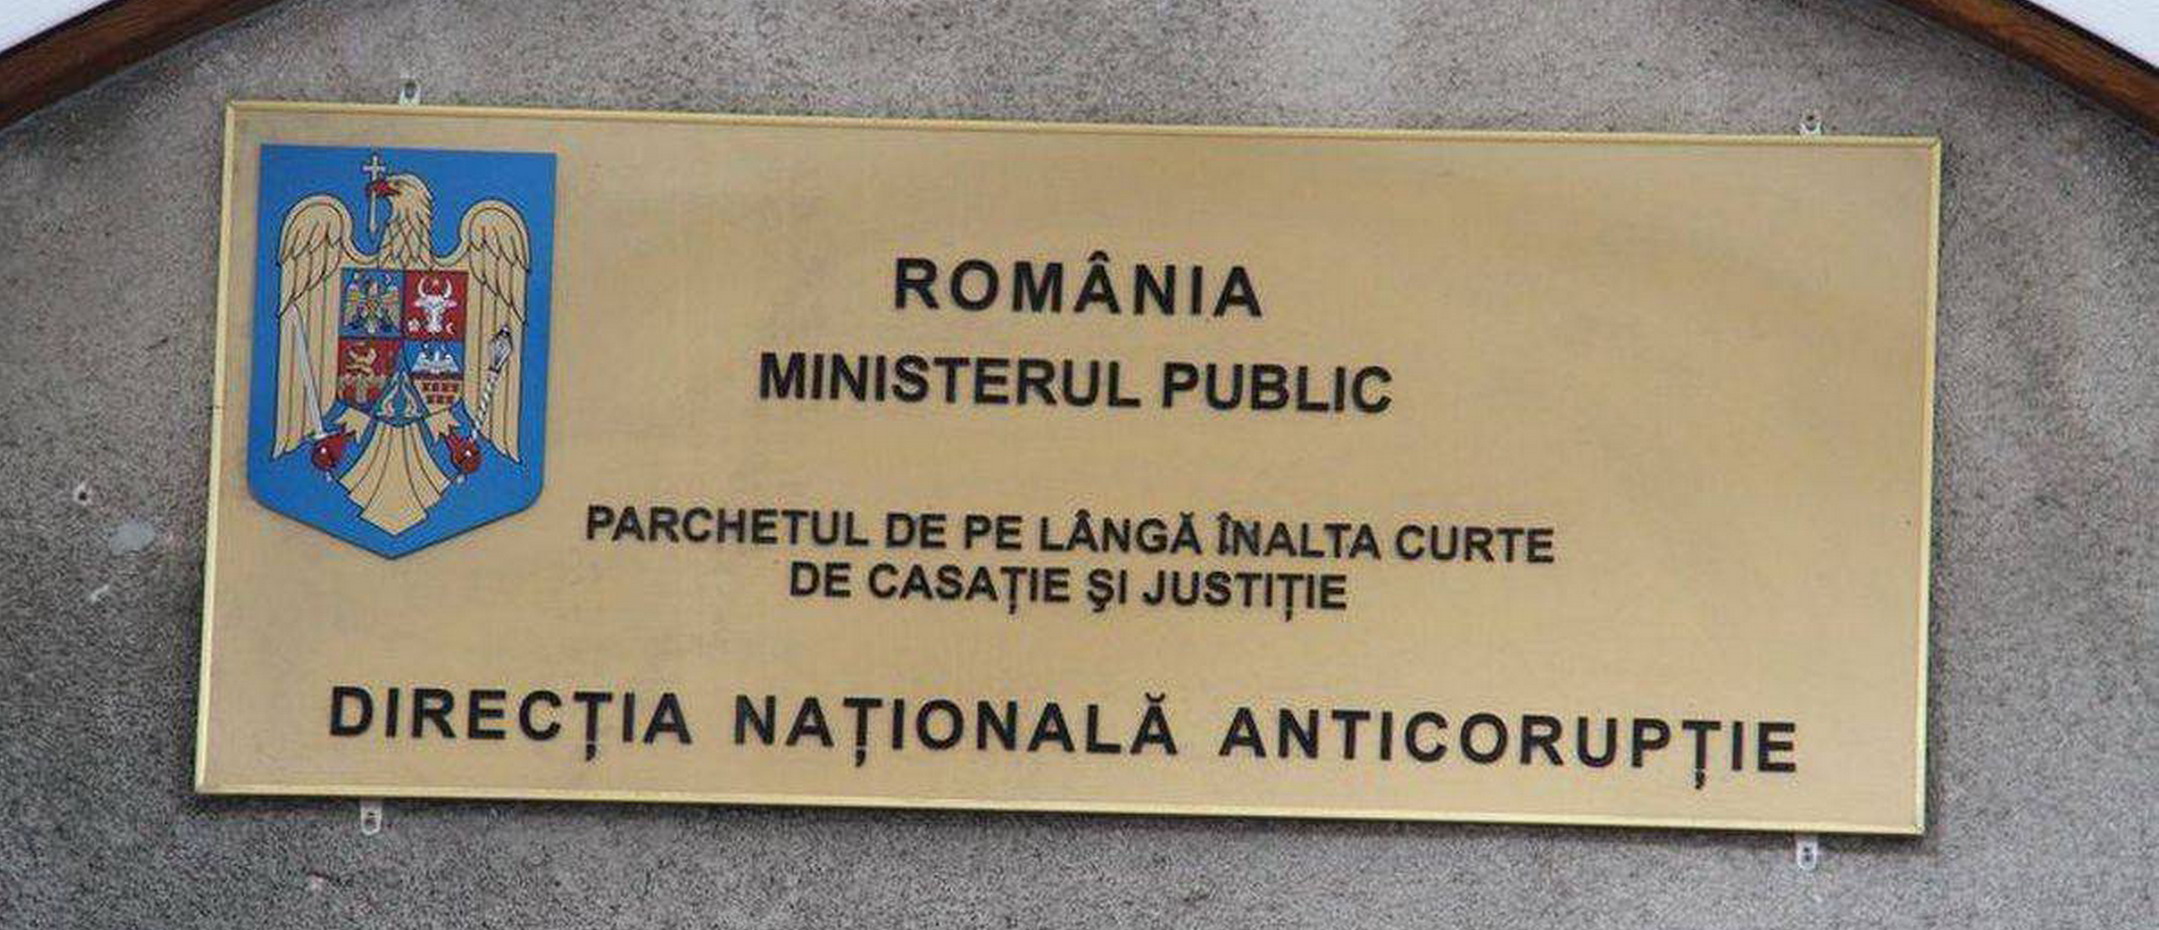 ROMÂNIA
MINISTERUL PUBLIC
PARCHETUL DE PE LÂNGĂ ÎNALTA CURTE
DE CASAȚIE ŞI JUSTIȚIE
DIRECȚIA NAȚIONALĂ ANTICORUPȚIE